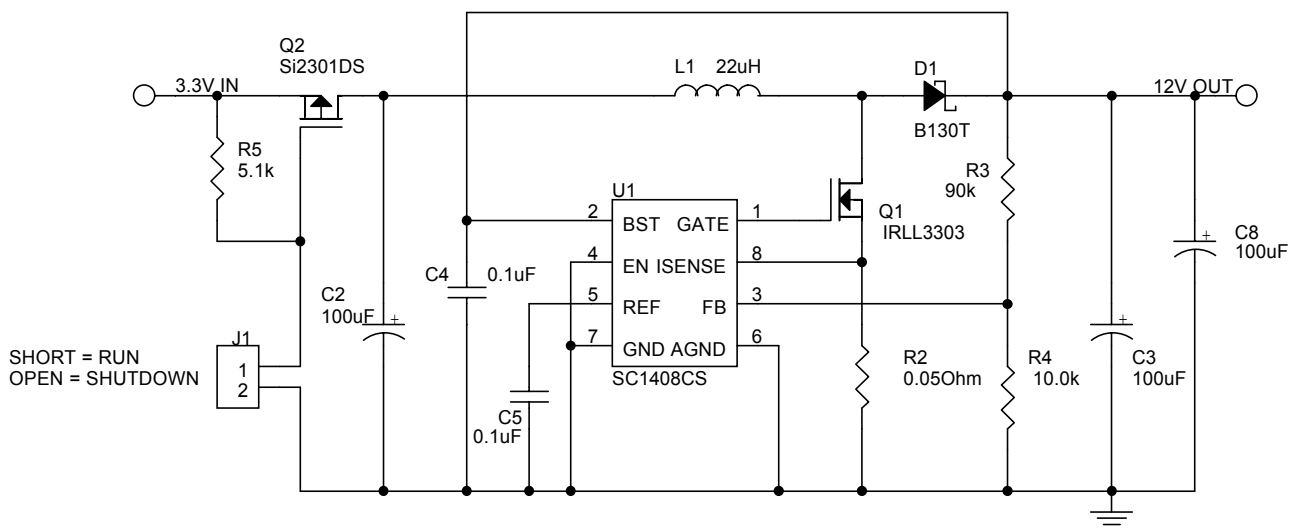 Q2
Si2301DS
3.3V IN
L1 22uH
D1
12V OUT
B130T
R5
5.1k
R3
90k
U1
2 BST GATE 1
Q1
IRLL3303
C8
100uF
4 EN ISENSE 8
C4 0.1uF
5 REF FB 3
C2
100uF
7 GND AGND 6
SC1408CS
J1
1
2
SHORT = RUN
OPEN = SHUTDOWN
R2
0.05Ohm
R4
10.0k
C3
100uF
C5
0.1uF
+
+
+